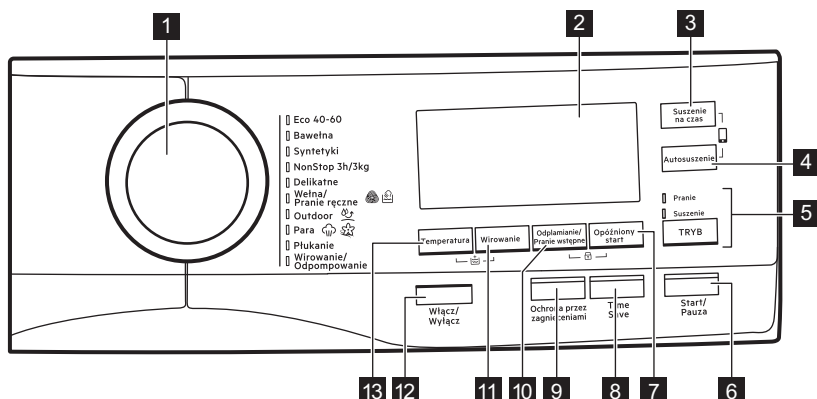 1
2
3
Eco 40-60
Bawełna
Syntetyki
NonStop 3h/3kg
Delikatne
Wełna/
Pranie ręczne
Outdoor
Para
Płukanie
Wirowanie/
Odpompowanie
Suszenie
na czas
Autosuszenie
4
Pranie
Suszenie
TRYB
5
Temperatura
Wirowanie
Odplamianie/
Pranie wstępne
Opóźniony
start
Włącz/
Wyłącz
Ochrona przez
zagnieceniami
Time
Save
Start/
Pauza
13
12
11
10
9
8
7
6